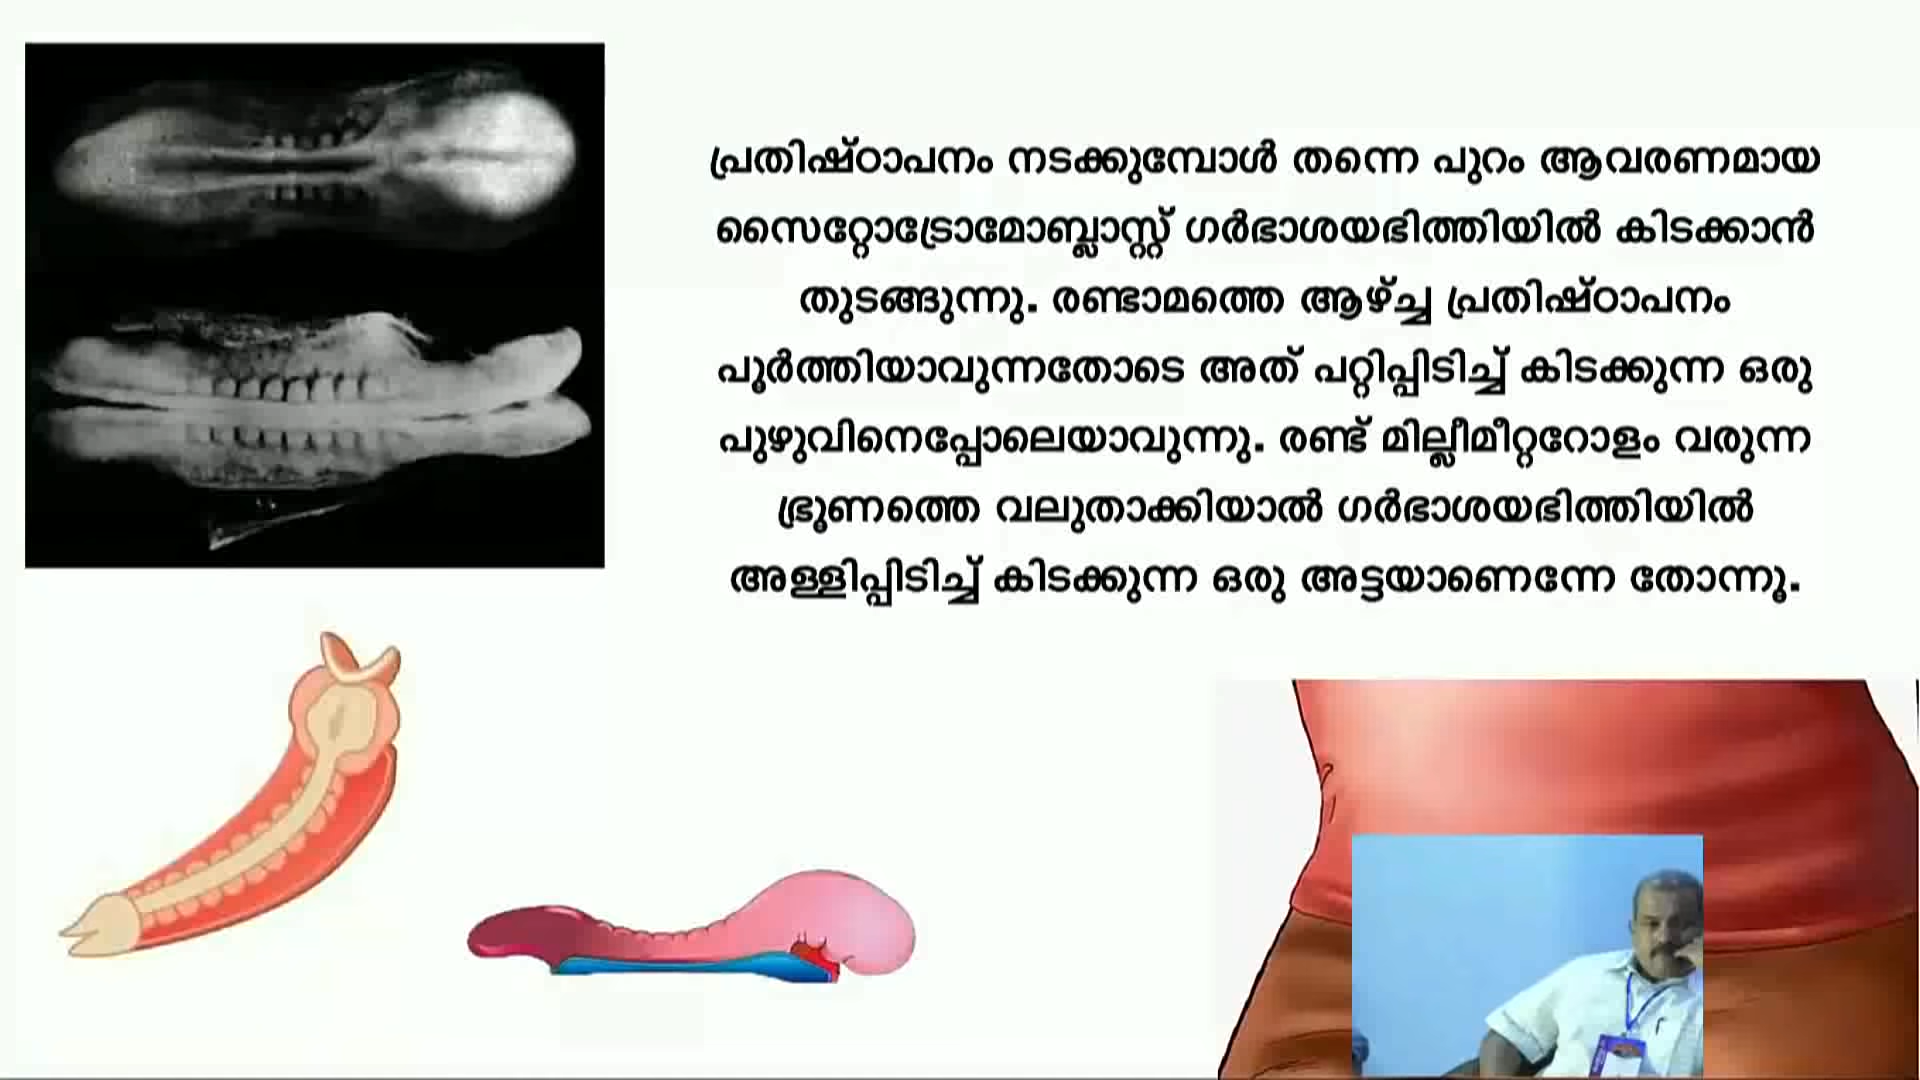 പ്രതിഷ്ഠാപനം നടക്കുമ്പോൾ തന്നെ പുറം ആവരണമായ
സൈറ്റോട്രോമോബ്ലാസ്റ്റ് ഗർഭാശയഭിത്തിയിൽ കിടക്കാൻ
തുടങ്ങുന്നു. രണ്ടാമത്തെ ആഴ്ച്ച പ്രതിഷ്ഠാപനം
പൂർത്തിയാവുന്നതോടെ അത് പറ്റിപ്പിടിച്ച് കിടക്കുന്ന ഒരു
പുഴുവിനെപ്പോലെയാവുന്നു. രണ്ട് മില്ലീമീറ്ററോളം വരുന്ന
ഭ്രൂണത്തെ വലുതാക്കിയാൽ ഗർഭാശയഭിത്തിയിൽ
അള്ളിപ്പിടിച്ച് കിടക്കുന്ന ഒരു അട്ടയാണെന്നേ തോന്നൂ.